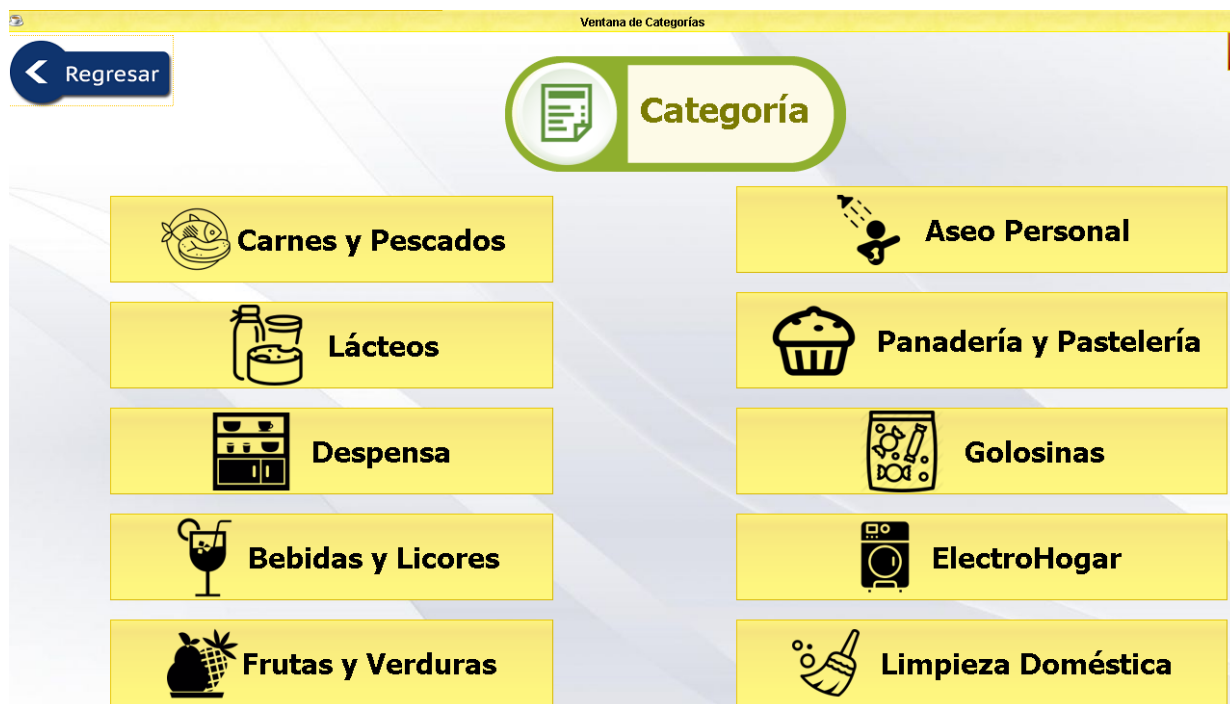 Ventana de Categorías
Regresar
Categoría
Carnes y Pescados
Aseo Personal
Lácteos
Panadería y Pastelería
Despensa
Golosinas
Bebidas y Licores
ElectroHogar
Frutas y Verduras
Limpieza Doméstica